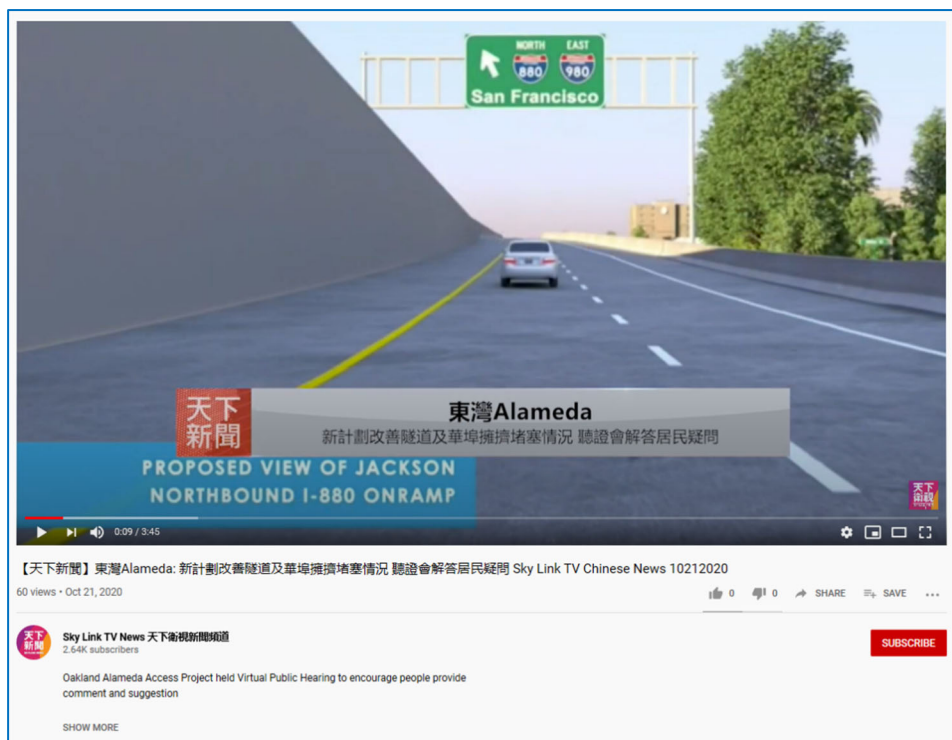 NORTH EAST
880 980
San Francisco
天下
新聞
東灣Alameda
新計劃改善隧道及華埠擁擠堵塞情況 聽證會解答居民疑問
PROPOSED VIEW OF JACKSON
NORTHBOUND I-880 ONRAMP
天下
衛視
0:09 / 3:45
【天下新聞】東灣Alameda: 新計劃改善隧道及華埠擁擠堵塞情況 聽證會解答居民疑問 Sky Link TV Chinese News 10212020
60 views • Oct 21, 2020
0 0 SHARE SAVE
天下
新聞
Sky Link TV News 天下衛視新聞頻道
2.64K subscribers
SUBSCRIBE
Oakland Alameda Access Project held Virtual Public Hearing to encourage people provide
comment and suggestion
SHOW MORE